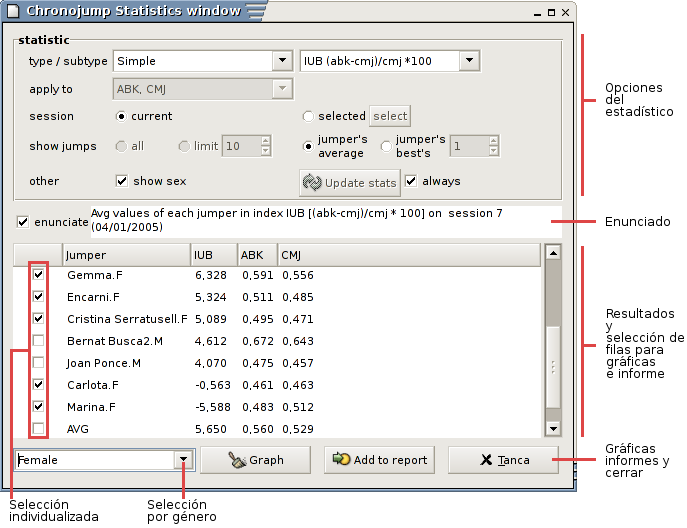 Chronojump Statistics window
statistic
type / subtype Simple IUB (abk-cmj)/cmj *100
apply to ABK, CMJ
session current selected select
show jumps all limit 10 jumper's average jumper's best's 1
other show sex Update stats always
enunciate Avg values of each jumper in index IUB [(abk-cmj)/cmj * 100] on session 7
(04/01/2005)
Jumper IUB ABK CMJ
Gemma.F 6,328 0,591 0,556
Encarni.F 5,324 0,511 0,485
Cristina Serratusell.F 5,089 0,495 0,471
Bernat Busca2.M 4,612 0,672 0,643
Joan Ponce.M 4,070 0,475 0,457
Carlota.F -0,563 0,461 0,463
Marina.F -5,588 0,483 0,512
AVG 5,650 0,560 0,529
Female Graph Add to report X Tanca
Opciones
del
estadístico
Enunciado
Resultados
y
selección de
filas para
gráficas
e informe
Gráficas
informes y
cerrar
Selección
individualizada
Selección
por género